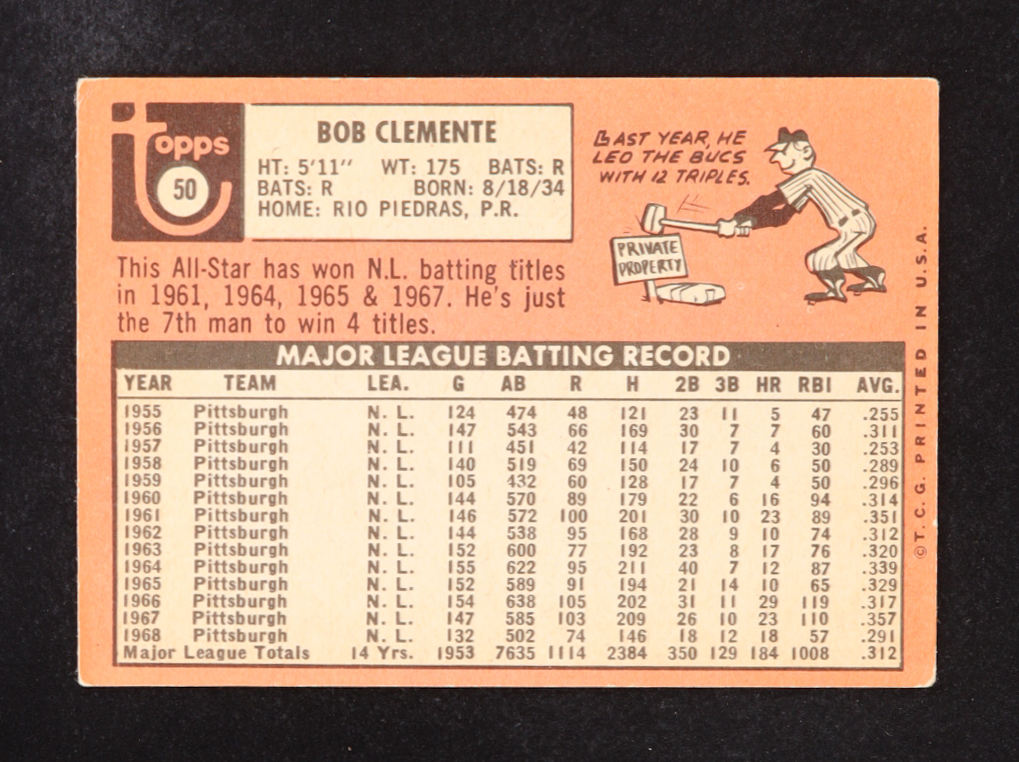 topps
50
BOB CLEMENTE
HT: 5'11" WT: 175 BATS: R
BATS: R BORN: 8/18/34
HOME: RIO PIEDRAS, P.R.
LAST YEAR, HE
LED THE BUCS
WITH 12 TRIPLES.
PRIVATE
PROPERTY
This All-Star has won N.L. batting titles
in 1961, 1964, 1965 & 1967. He's just
the 7th man to win 4 titles.
MAJOR LEAGUE BATTING RECORD
YEAR TEAM LEA. G AB R H 2B 3B HR RBI AVG.
1955 Pittsburgh N. L. 124 474 48 121 23 11 5 47 .255
1956 Pittsburgh N. L. 147 543 66 169 30 7 7 60 .311
1957 Pittsburgh N. L. 111 451 42 114 17 7 4 30 .253
1958 Pittsburgh N. L. 140 519 69 150 24 10 6 50 .289
1959 Pittsburgh N. L. 105 432 60 128 17 7 4 50 .296
1960 Pittsburgh N. L. 144 570 89 179 22 6 16 94 .314
1961 Pittsburgh N. L. 146 572 100 201 30 10 23 89 .351
1962 Pittsburgh N. L. 144 538 95 168 28 9 10 74 .312
1963 Pittsburgh N. L. 152 600 77 192 23 8 17 76 .320
1964 Pittsburgh N. L. 155 622 95 211 40 7 12 87 .339
1965 Pittsburgh N. L. 152 589 91 194 21 14 10 65 .329
1966 Pittsburgh N. L. 154 638 105 202 31 11 29 119 .317
1967 Pittsburgh N. L. 147 585 103 209 26 10 23 110 .357
1968 Pittsburgh N. L. 132 502 74 146 18 12 18 57 .291
Major League Totals 14 Yrs. 1953 7635 1114 2384 350 129 184 1008 .312
©T. C. G. PRINTED IN U.S.A.